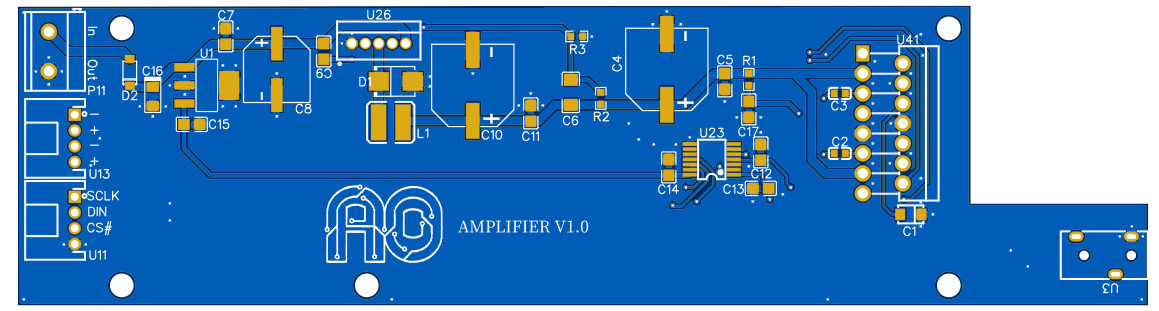 C7
U26
In
U1
R3
U41
C9
C4
C5
R1
Out
P11
D2
C16
D1
C3
C8
C6
R2
C15
L1
C10
C11
C17
U23
-
+
-
+
U13
C2
C14
C12
C13
SCLK
DIN
CS#
U11
AMPLIFIER V1.0
C1
U3